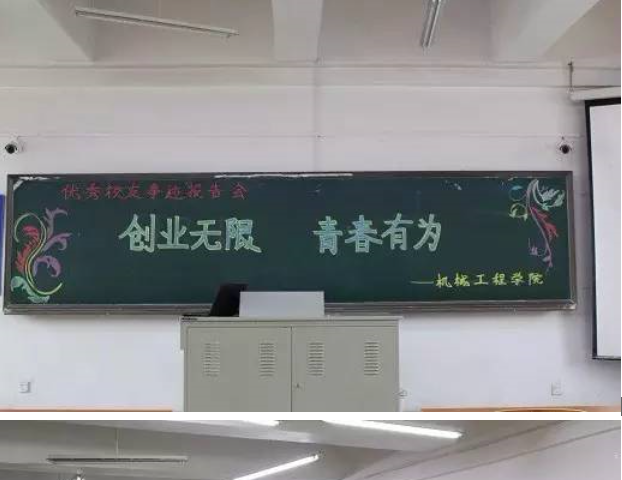 优秀校友事迹报告会
创业无限 青春有为
——机械工程学院